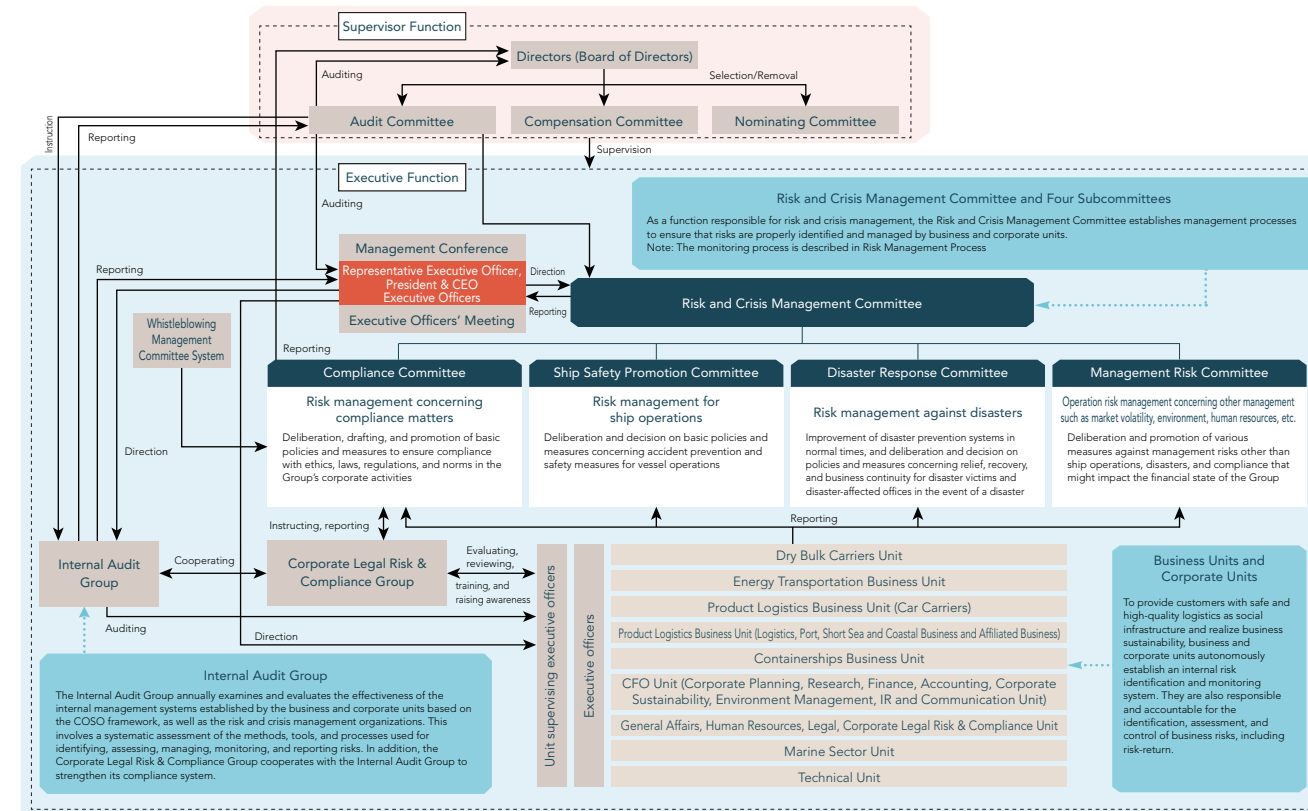 Supervisor Function
Directors (Board of Directors)
Auditing
Selection/Removal
Audit Committee
Compensation Committee
Nominating Committee
Instruction
Reporting
Supervision
Executive Function
Auditing
Risk and Crisis Management Committee and Four Subcommittees
As a function responsible for risk and crisis management, the Risk and Crisis Management Committee establishes management processes
to ensure that risks are properly identified and managed by business and corporate units.
Note: The monitoring process is described in Risk Management Process
Management Conference
Reporting
Representative Executive Officer,
President & CEO
Executive Officers
Direction
Reporting
Executive Officers' Meeting
Risk and Crisis Management Committee
Whistleblowing
Management
Committee System
Reporting
Compliance Committee
Risk management concerning
compliance matters
Deliberation, drafting, and promotion of basic
policies and measures to ensure compliance
with ethics, laws, regulations, and norms in the
Group's corporate activities
Ship Safety Promotion Committee
Risk management for
ship operations
Deliberation and decision on basic policies and
measures concerning accident prevention and
safety measures for vessel operations
Disaster Response Committee
Risk management against disasters
Improvement of disaster prevention systems in
normal times, and deliberation and decision on
policies and measures concerning relief, recovery,
and business continuity for disaster victims and
disaster-affected offices in the event of a disaster
Management Risk Committee
Operation risk management concerning other management
such as market volatility, environment, human resources, etc.
Deliberation and promotion of various
measures against management risks other than
ship operations, disasters, and compliance that
might impact the financial state of the Group
Direction
Instructing, reporting
Reporting
Internal Audit
Group
Cooperating
Corporate Legal Risk &
Compliance Group
Evaluating,
reviewing,
training, and
raising awareness
Auditing
Direction
Unit supervising executive officers
Executive officers
Dry Bulk Carriers Unit
Energy Transportation Business Unit
Product Logistics Business Unit (Car Carriers)
Product Logistics Business Unit (Logistics, Port, Short Sea and Coastal Business and Affiliated Business)
Containerships Business Unit
CFO Unit (Corporate Planning, Research, Finance, Accounting, Corporate
Sustainability, Environment Management, IR and Communication Unit)
General Affairs, Human Resources, Legal, Corporate Legal Risk & Compliance Unit
Marine Sector Unit
Technical Unit
Business Units and
Corporate Units
To provide customers with safe and
high-quality logistics as social
infrastructure and realize business
sustainability, business and
corporate units autonomously
establish an internal risk
identification and monitoring
system. They are also responsible
and accountable for the
identification, assessment, and
control of business risks, including
risk-return.
Internal Audit Group
The Internal Audit Group annually examines and evaluates the effectiveness of the
internal management systems established by the business and corporate units based on
the COSO framework, as well as the risk and crisis management organizations. This
involves a systematic assessment of the methods, tools, and processes used for
identifying, assessing, managing, monitoring, and reporting risks. In addition, the
Corporate Legal Risk & Compliance Group cooperates with the Internal Audit Group to
strengthen its compliance system.